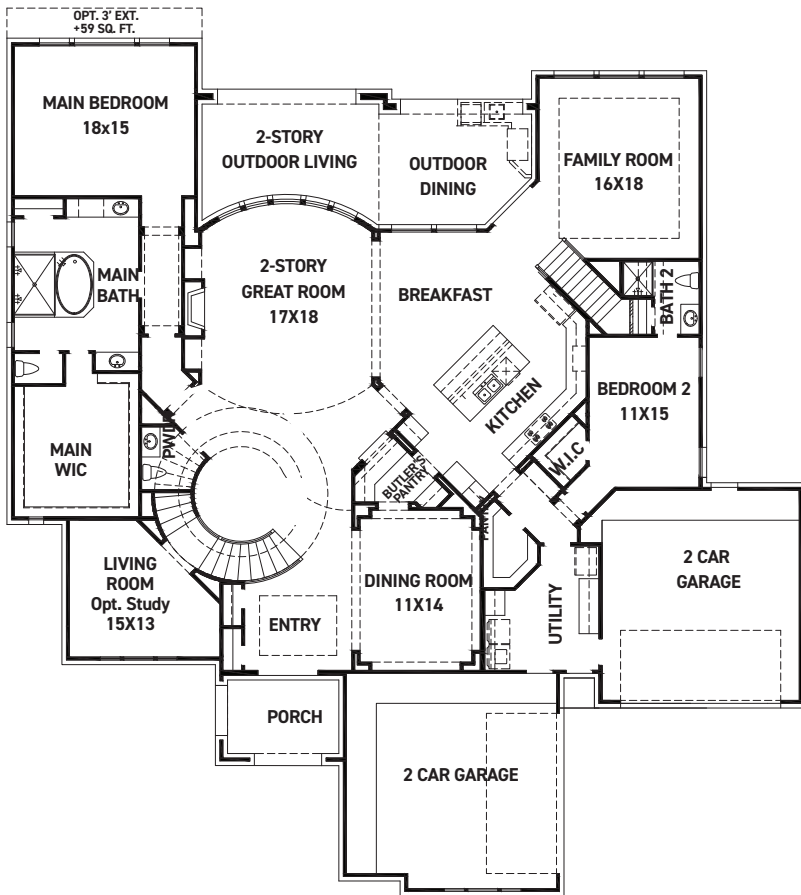 OPT. 3' EXT.
+59 SQ. FT.
MAIN BEDROOM
18x15
2-STORY
OUTDOOR LIVING
OUTDOOR
DINING
FAMILY ROOM
16X18
MAIN
BATH
2-STORY
GREAT ROOM
17X18
BREAKFAST
BATH 2
KITCHEN
BEDROOM 2
11X15
MAIN
WIC
W.I.C
BUTLER'S
PANTRY
LIVING
ROOM
Opt. Study
15X13
ENTRY
DINING ROOM
11X14
UTILITY
2 CAR
GARAGE
PORCH
2 CAR GARAGE